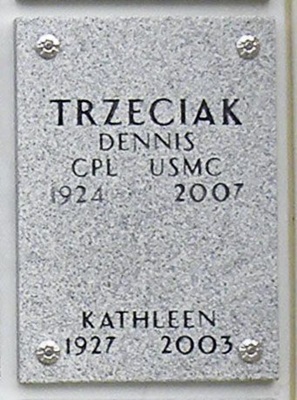 TRZECIAK
DENNIS
CPL USMC
1924 2007
KATHLEEN
1927 2003